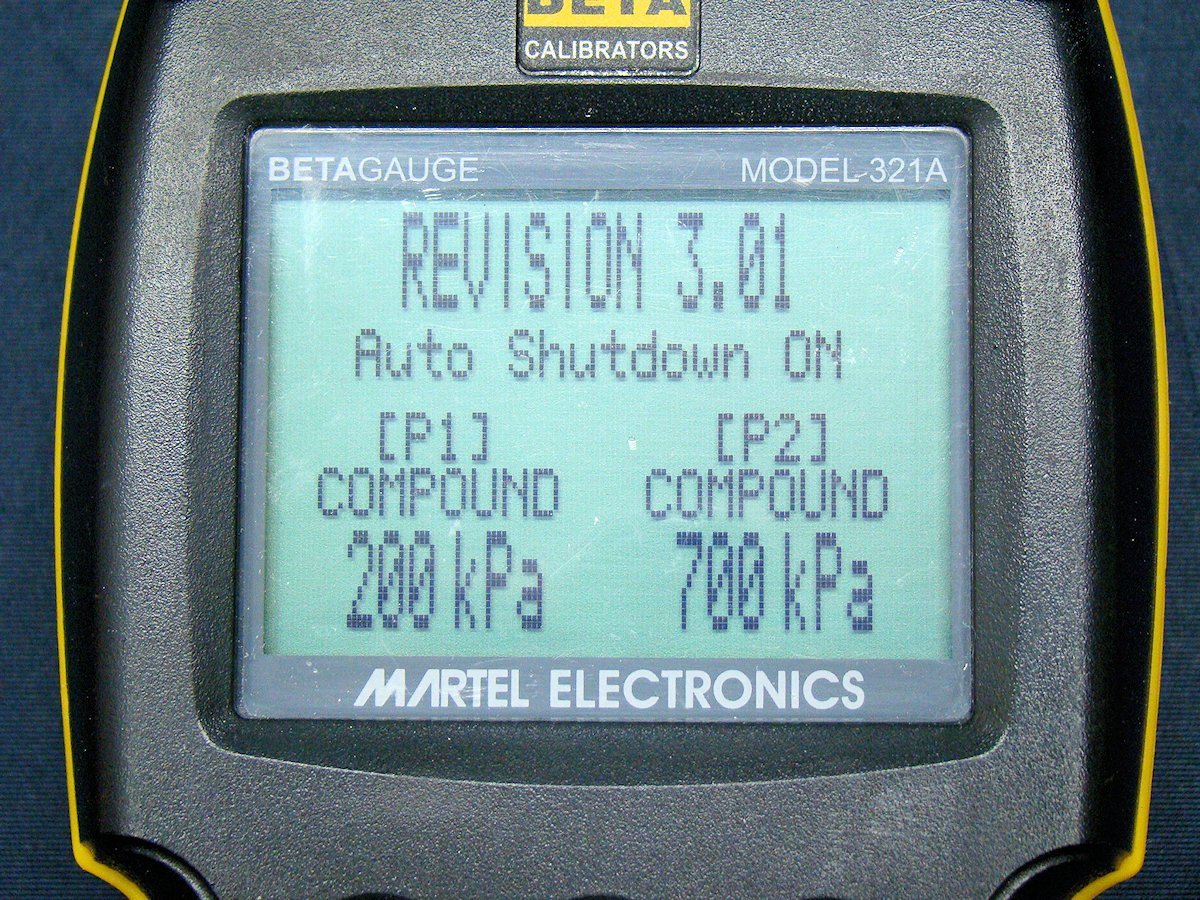 BETA
CALIBRATORS
BETAGAUGE MODEL-321A
REVISION 3.01
Auto Shutdown ON
[P1] [P2]
COMPOUND COMPOUND
200 kPa 700 kPa
MARTEL ELECTRONICS